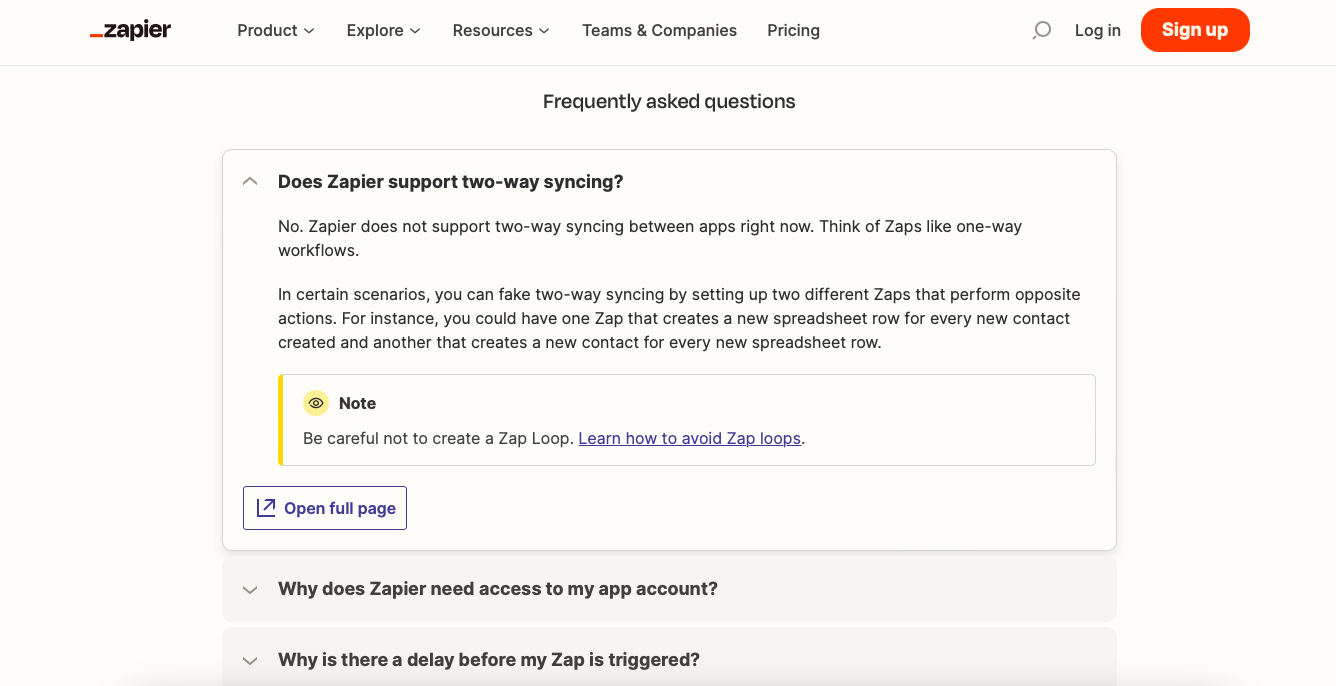 zapier
Product
Explore
Resources
Teams & Companies
Pricing
Log in
Sign up
Frequently asked questions
Does Zapier support two-way syncing?
No. Zapier does not support two-way syncing between apps right now. Think of Zaps like one-way
workflows.
In certain scenarios, you can fake two-way syncing by setting up two different Zaps that perform opposite
actions. For instance, you could have one Zap that creates a new spreadsheet row for every new contact
created and another that creates a new contact for every new spreadsheet row.
Note
Be careful not to create a Zap Loop. Learn how to avoid Zap loops.
Open full page
Why does Zapier need access to my app account?
Why is there a delay before my Zap is triggered?